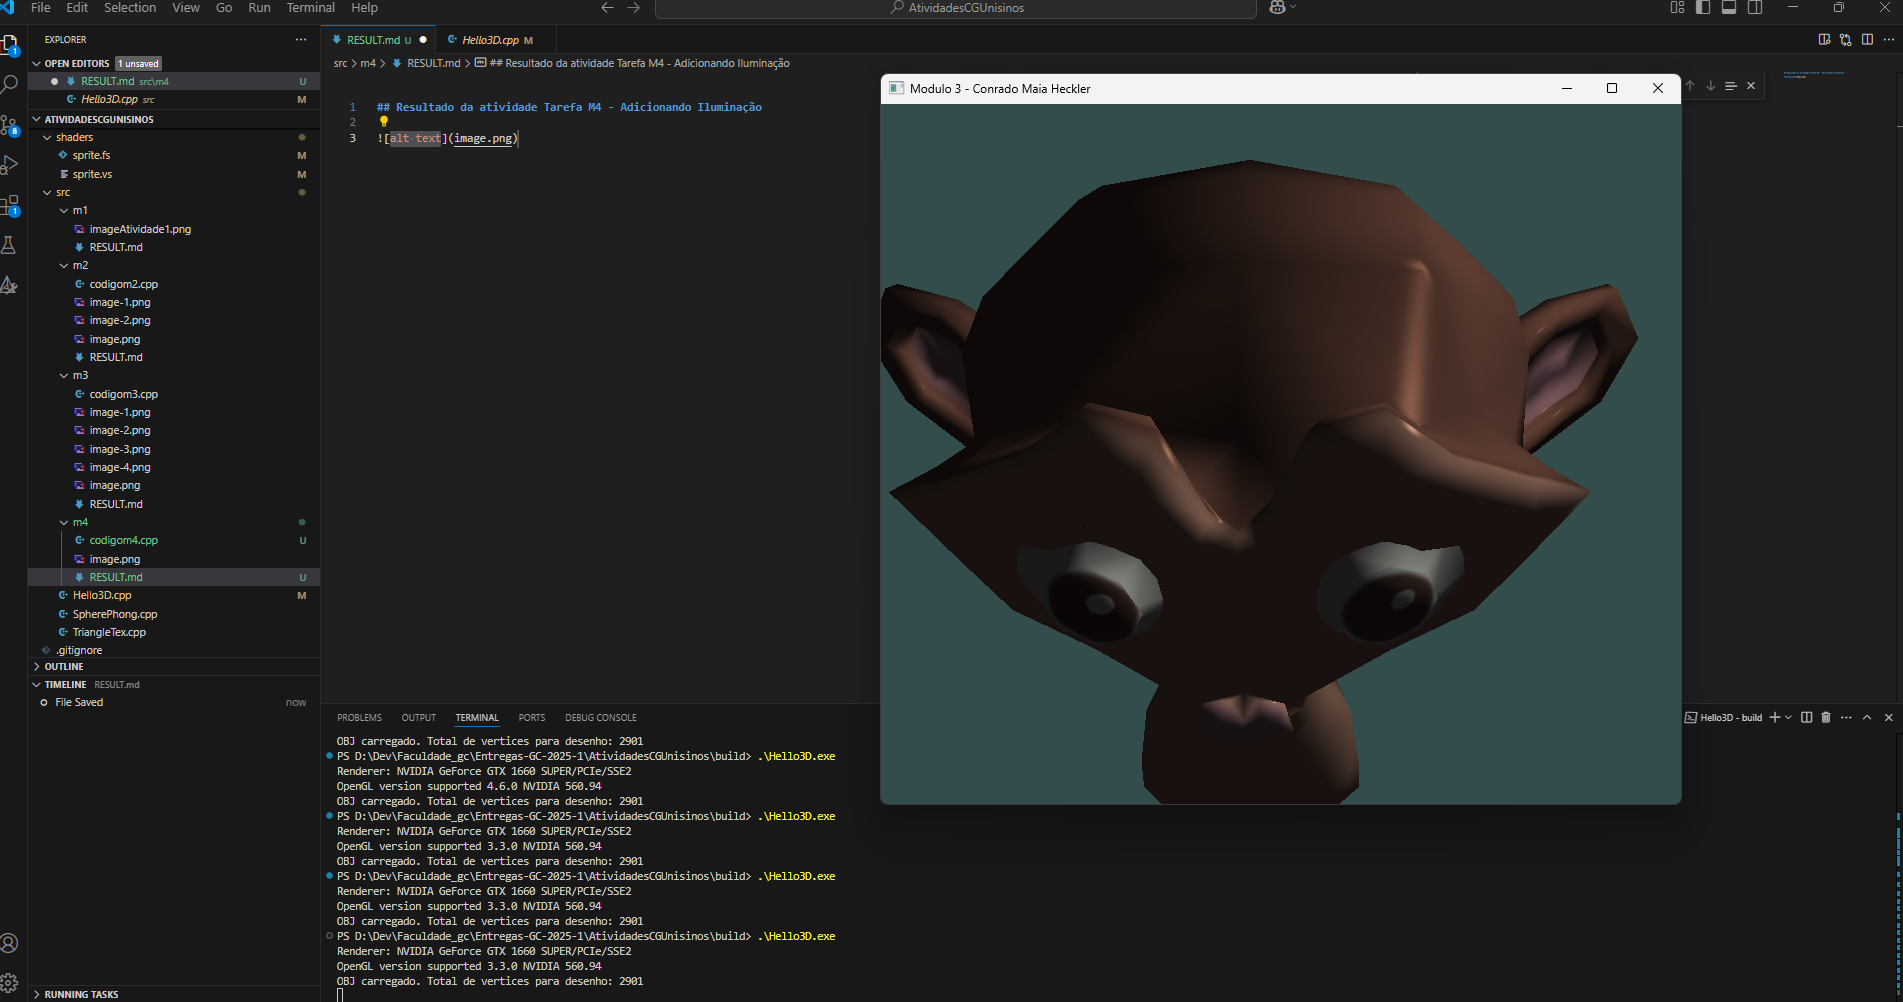 File Edit Selection View Go Run Terminal Help
AtividadesCGUnisinos
EXPLORER
OPEN EDITORS 1 unsaved
RESULT.md src\m4 U
Hello3D.cpp src M
ATIVIDADESCGUNISINOS
shaders
sprite.fs M
sprite.vs M
src
m1
imageAtividade1.png
RESULT.md
m2
codigom2.cpp
image-1.png
image-2.png
image.png
RESULT.md
m3
codigom3.cpp
image-1.png
image-2.png
image-3.png
image-4.png
image.png
RESULT.md
m4
codigom4.cpp U
image.png
RESULT.md U
Hello3D.cpp M
SpherePhong.cpp
TriangleTex.cpp
.gitignore
OUTLINE
TIMELINE RESULT.md
File Saved now
RUNNING TASKS
1
8
1
RESULT.md U
Hello3D.cpp M
src > m4 > RESULT.md > ## Resultado da atividade Tarefa M4 - Adicionando Iluminação
1 ## Resultado da atividade Tarefa M4 - Adicionando Iluminação
2
3 ![alt text](image.png)
Modulo 3 - Conrado Maia Heckler
PROBLEMS OUTPUT TERMINAL PORTS DEBUG CONSOLE
Hello3D - build
OBJ carregado. Total de vertices para desenho: 2901
PS D:\Dev\Faculdade_gc\Entregas-GC-2025-1\AtividadesCGUnisinos\build> .\Hello3D.exe
Renderer: NVIDIA GeForce GTX 1660 SUPER/PCIe/SSE2
OpenGL version supported 4.6.0 NVIDIA 560.94
OBJ carregado. Total de vertices para desenho: 2901
PS D:\Dev\Faculdade_gc\Entregas-GC-2025-1\AtividadesCGUnisinos\build> .\Hello3D.exe
Renderer: NVIDIA GeForce GTX 1660 SUPER/PCIe/SSE2
OpenGL version supported 3.3.0 NVIDIA 560.94
OBJ carregado. Total de vertices para desenho: 2901
PS D:\Dev\Faculdade_gc\Entregas-GC-2025-1\AtividadesCGUnisinos\build> .\Hello3D.exe
Renderer: NVIDIA GeForce GTX 1660 SUPER/PCIe/SSE2
OpenGL version supported 3.3.0 NVIDIA 560.94
OBJ carregado. Total de vertices para desenho: 2901
PS D:\Dev\Faculdade_gc\Entregas-GC-2025-1\AtividadesCGUnisinos\build> .\Hello3D.exe
Renderer: NVIDIA GeForce GTX 1660 SUPER/PCIe/SSE2
OpenGL version supported 3.3.0 NVIDIA 560.94
OBJ carregado. Total de vertices para desenho: 2901